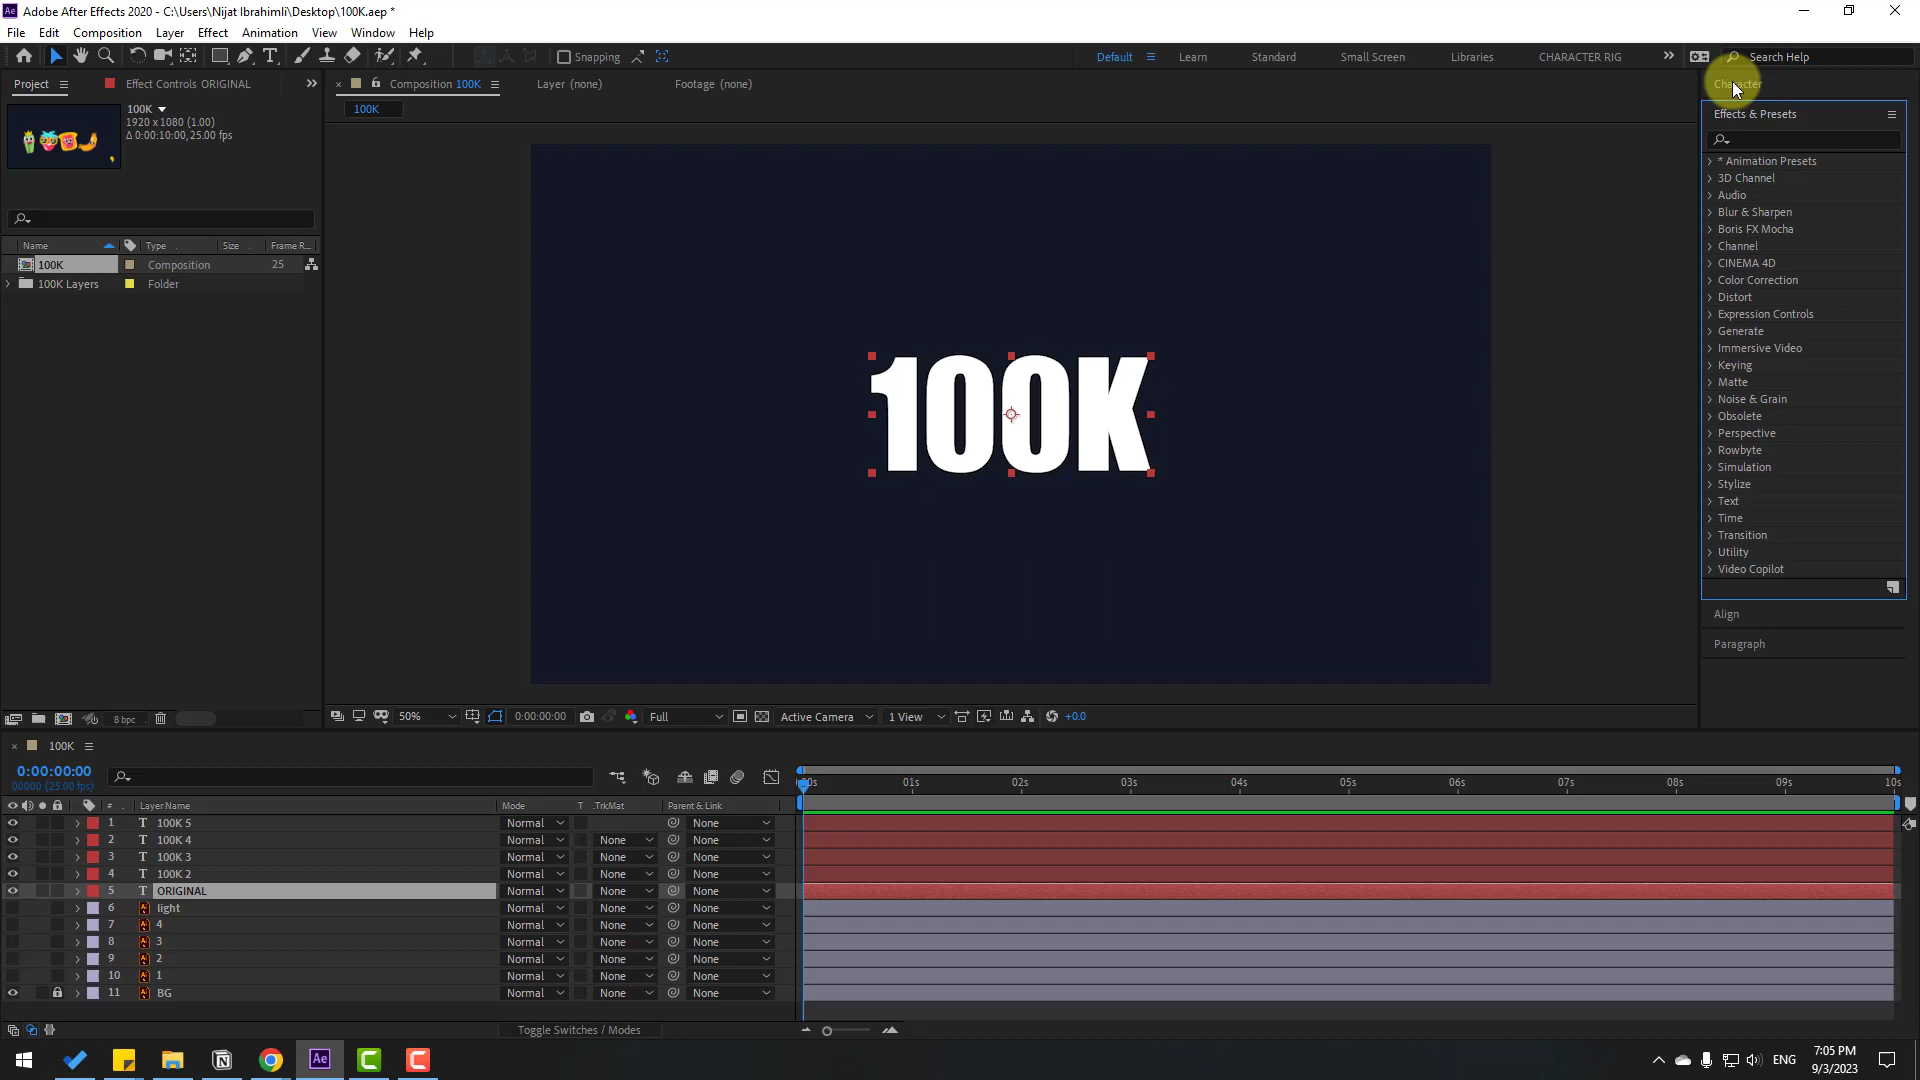 Adobe After Effects 2020 - C:\Users\Nijat Ibrahimli\Desktop\100K.aep *
File Edit Composition Layer Effect Animation View Window Help
Snapping Default Learn Standard Small Screen Libraries CHARACTER RIG Search Help
Project Effect Controls ORIGINAL Composition 100K Layer (none) Footage (none) Character
100K
1920 x 1080 (1.00)
Δ 0:00:10:00, 25.00 fps
100K
Name Type Size Frame R...
100K Composition 25
100K Layers Folder
100K
Effects & Presets
* Animation Presets
3D Channel
Audio
Blur & Sharpen
Boris FX Mocha
Channel
CINEMA 4D
Color Correction
Distort
Expression Controls
Generate
Immersive Video
Keying
Matte
Noise & Grain
Obsolete
Perspective
Rowbyte
Simulation
Stylize
Text
Time
Transition
Utility
Video Copilot
Align
Paragraph
8 bpc 50% 0:00:00:00 Full Active Camera 1 View +0.0
100K
0:00:00:00
00000 (25.00 fps)
00s 01s 02s 03s 04s 05s 06s 07s 08s 09s 10s
# Layer Name Mode T .TrkMat Parent & Link
1 T 100K 5 Normal None
2 T 100K 4 Normal None None
3 T 100K 3 Normal None None
4 T 100K 2 Normal None None
5 T ORIGINAL Normal None None
6 light Normal None None
7 4 Normal None None
8 3 Normal None None
9 2 Normal None None
10 1 Normal None None
11 BG Normal None None
Toggle Switches / Modes
ENG 7:05 PM
9/3/2023